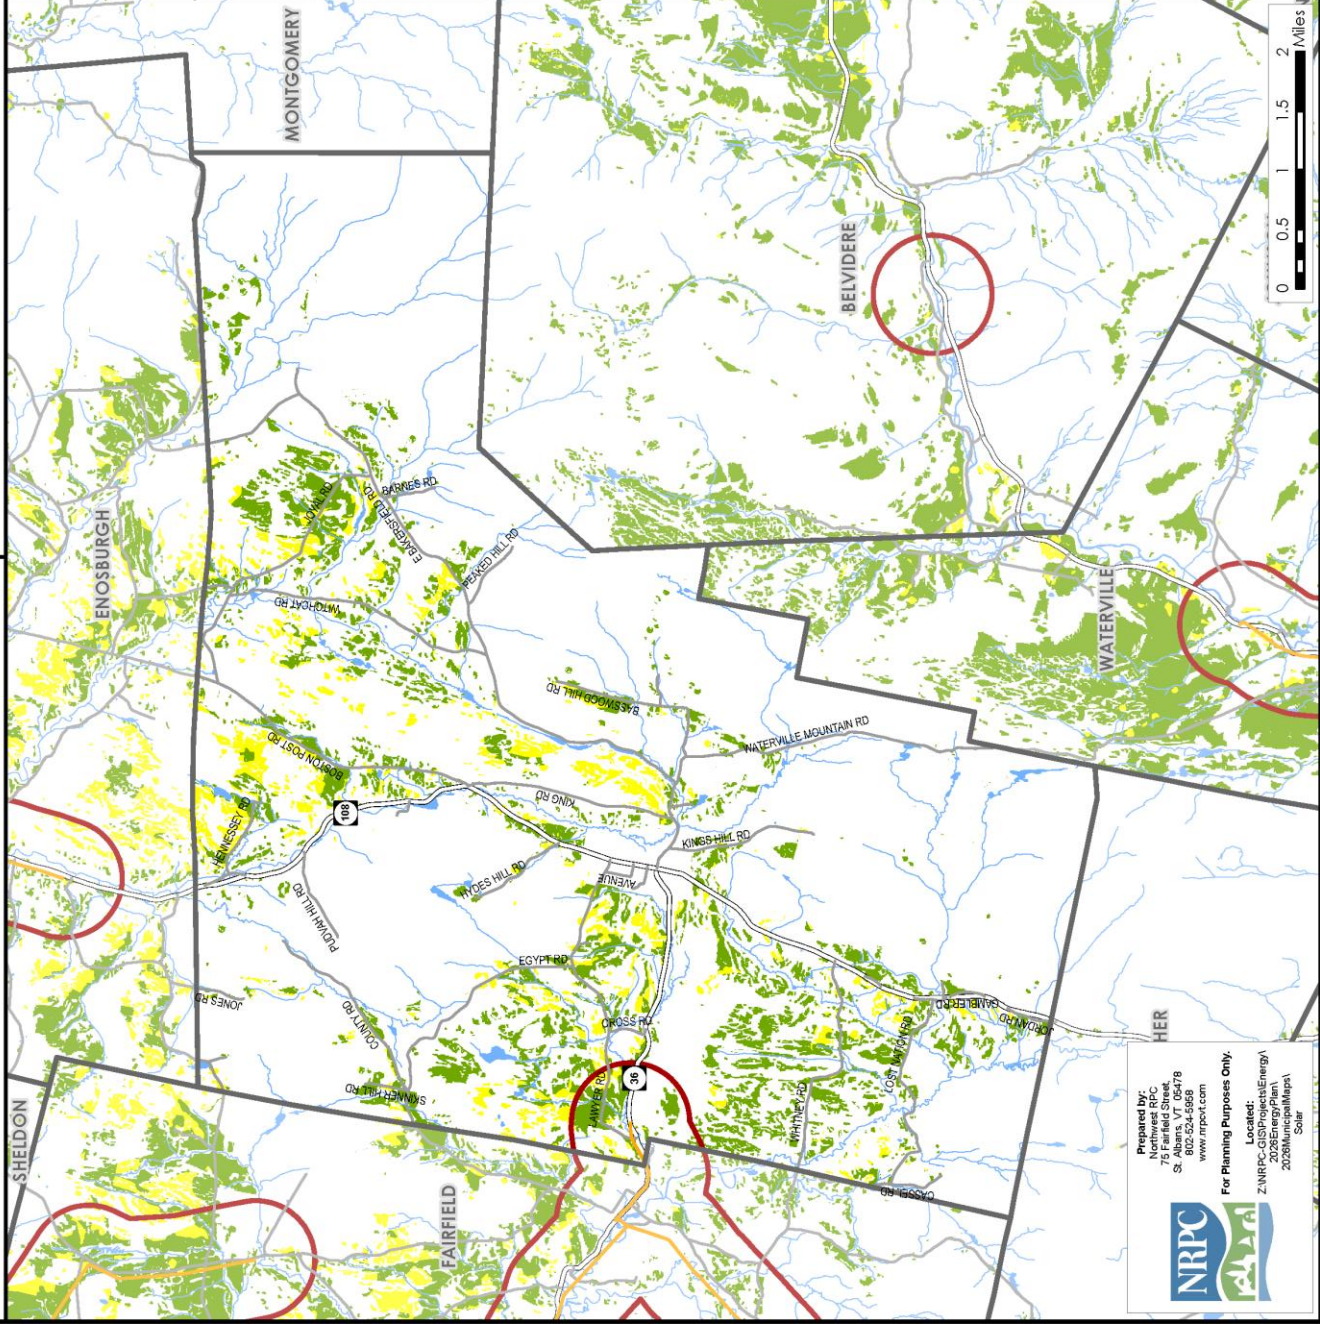 MONTGOMERY
ENOSBURGH
SHELDON
FAIRFIELD
BELVIDERE
WATERVILLE
HER
JOYAL RD
BARNES RD
E BAKERSFIELD RD
PEAKED HILL RD
WITCHCAT RD
BASSWOOD HILL RD
WATERVILLE MOUNTAIN RD
BOSTON POST RD
HENNESSEY RD
108
KING RD
KINGS HILL RD
HYDES HILL RD
AVENUE
PUDVAH HILL RD
JONES RD
COUNTY RD
EGYPT RD
CROSS RD
SKINNER HILL RD
LAWYER RD
36
WHITNEY RD
LOST NATION RD
GAMBLER RD
JORDAN RD
CASSEL RD
0 0.5 1 1.5 2
Miles
NRPC
Prepared by:
Northwest RPC
75 Fairfield Street,
St. Albans, VT 05478
802-524-5958
www.nrpcvt.com
For Planning Purposes Only.
Located:
Z:\NRPC-GIS\Projects\Energy\
2026EnergyPlan\
2026MunicipalMaps\
Solar